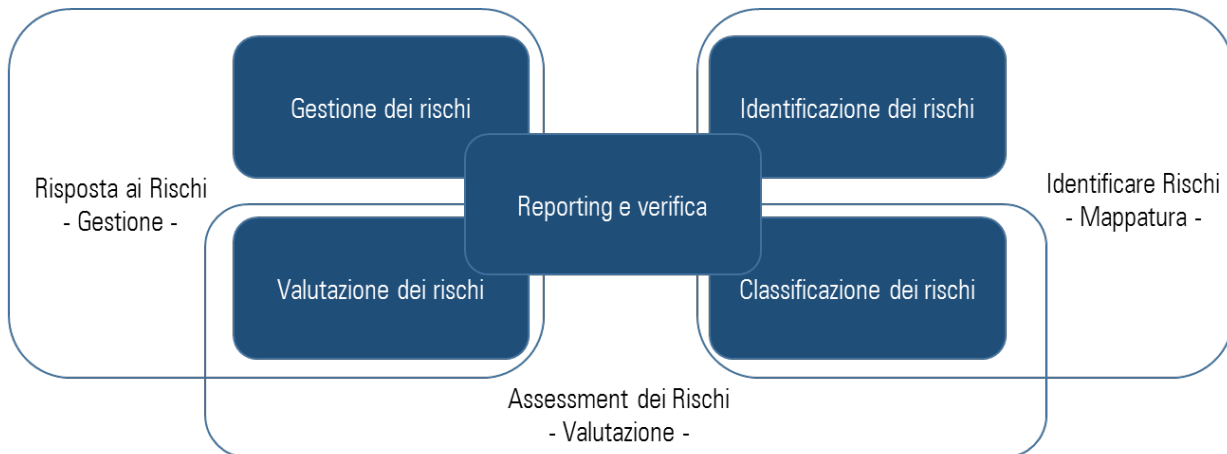 Gestione dei rischi
Identificazione dei rischi
Risposta ai Rischi
- Gestione -
Reporting e verifica
Identificare Rischi
- Mappatura -
Valutazione dei rischi
Classificazione dei rischi
Assessment dei Rischi
- Valutazione -